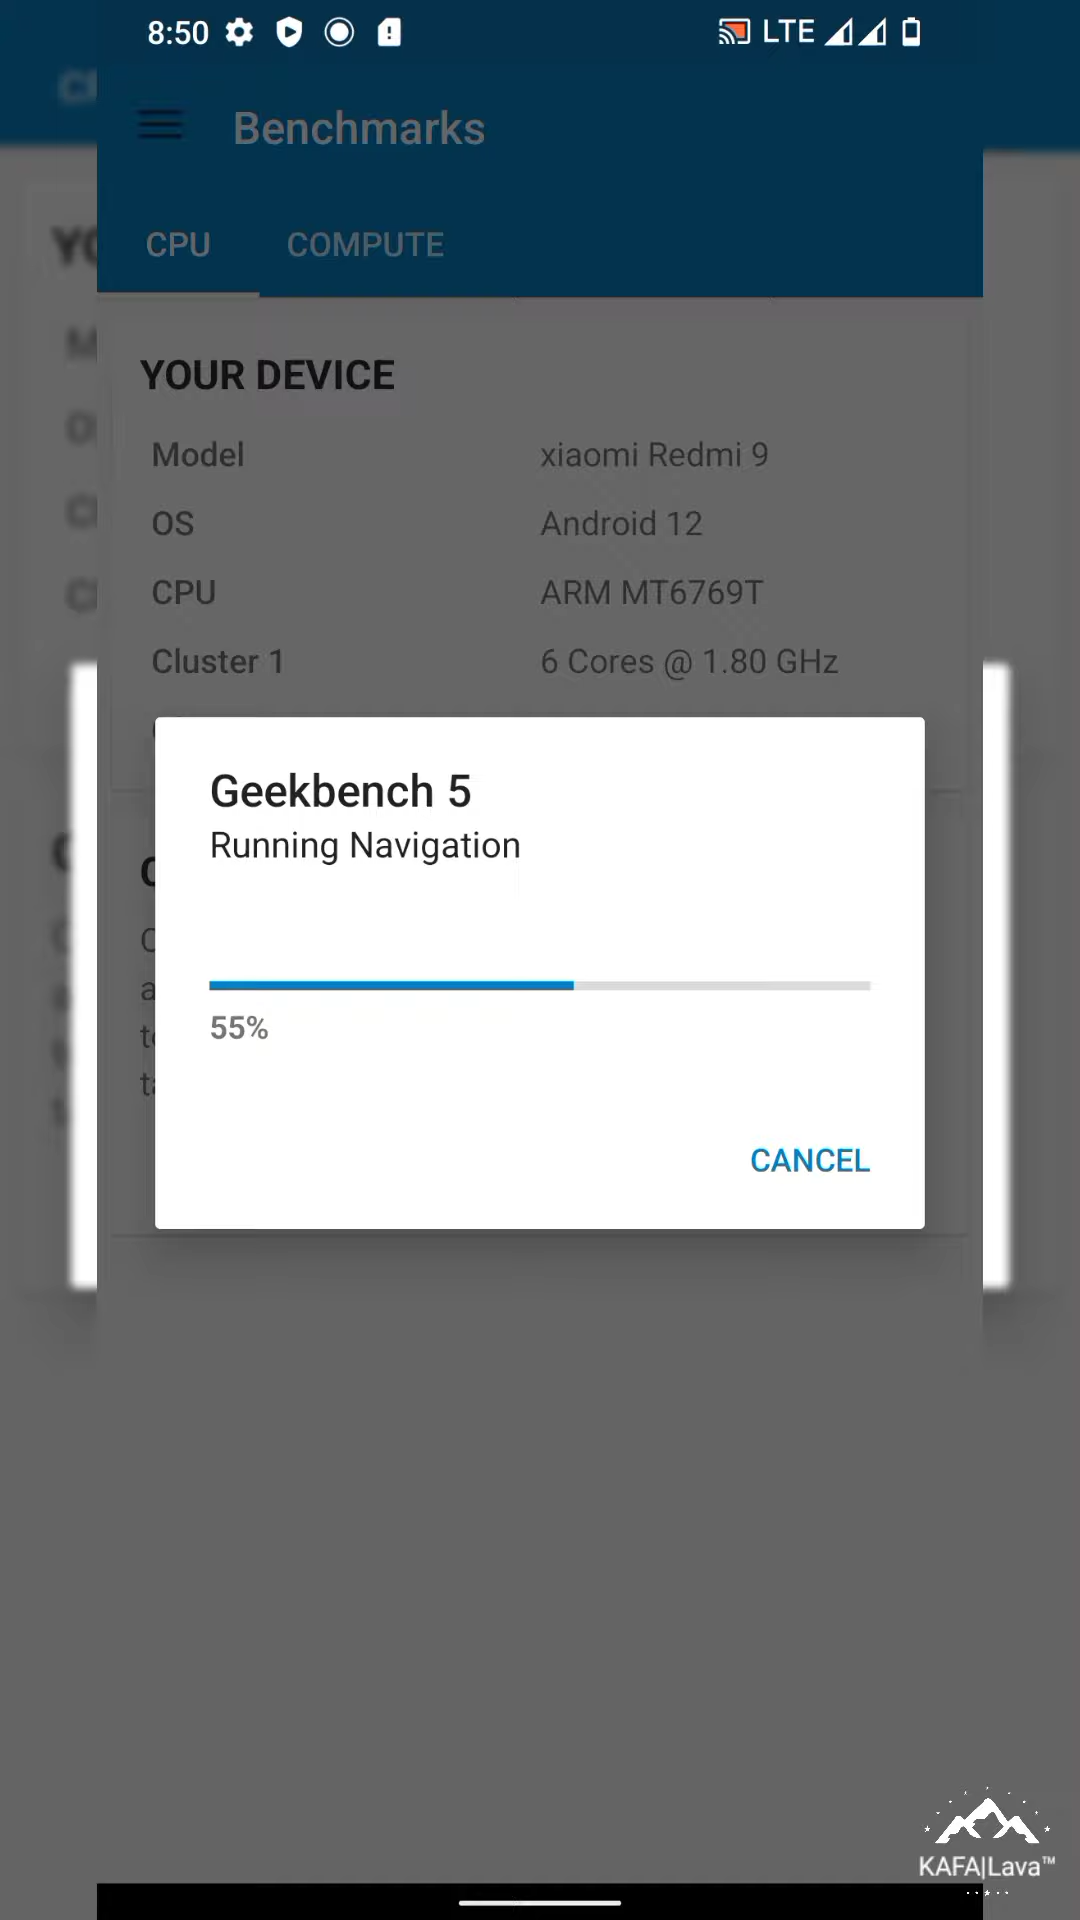 8:50
LTE
Benchmarks
CPU COMPUTE
YOUR DEVICE
Model xiaomi Redmi 9
OS Android 12
CPU ARM MT6769T
Cluster 1 6 Cores @ 1.80 GHz
Geekbench 5
Running Navigation
55%
CANCEL
KAFA|Lava™